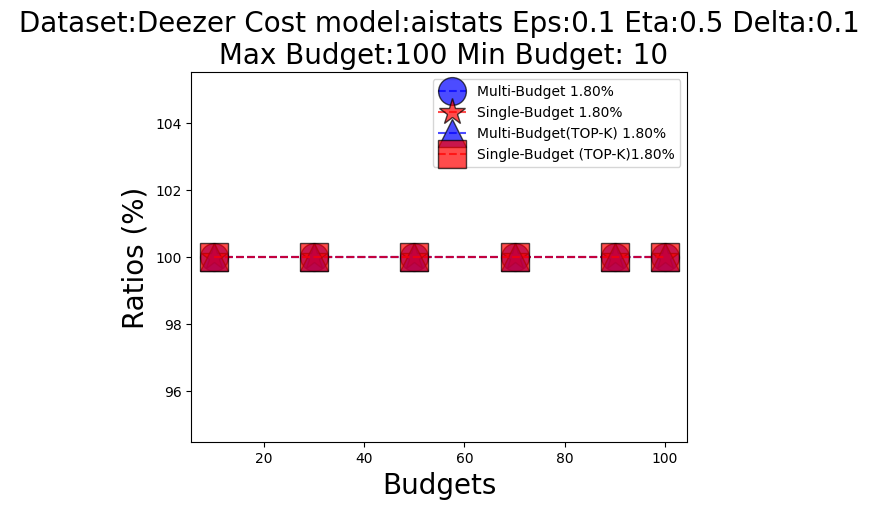 Dataset:Deezer Cost model:aistats Eps:0.1 Eta:0.5 Delta:0.1
Max Budget:100 Min Budget: 10
Multi-Budget 1.80%
Single-Budget 1.80%
Multi-Budget(TOP-K) 1.80%
Single-Budget (TOP-K)1.80%
Ratios (%)
104
102
100
98
96
20
40
60
80
100
Budgets